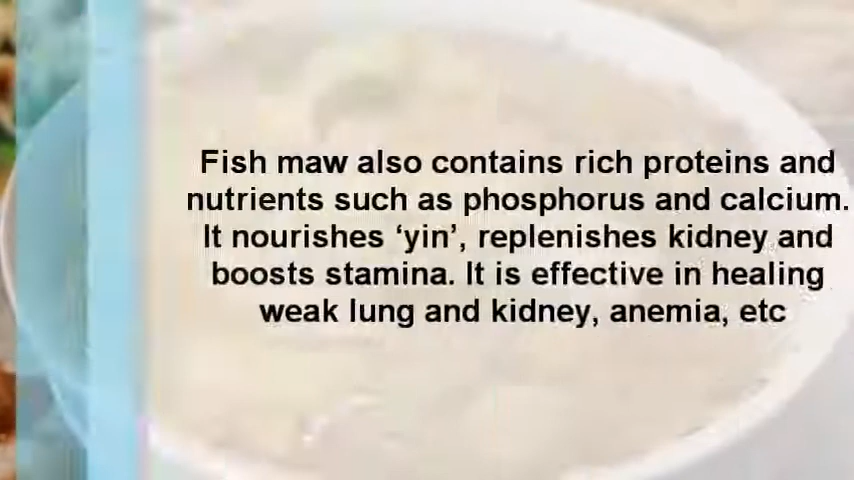 Fish maw also contains rich proteins and
nutrients such as phosphorus and calcium.
It nourishes ‘yin’, replenishes kidney and
boosts stamina. It is effective in healing
weak lung and kidney, anemia, etc